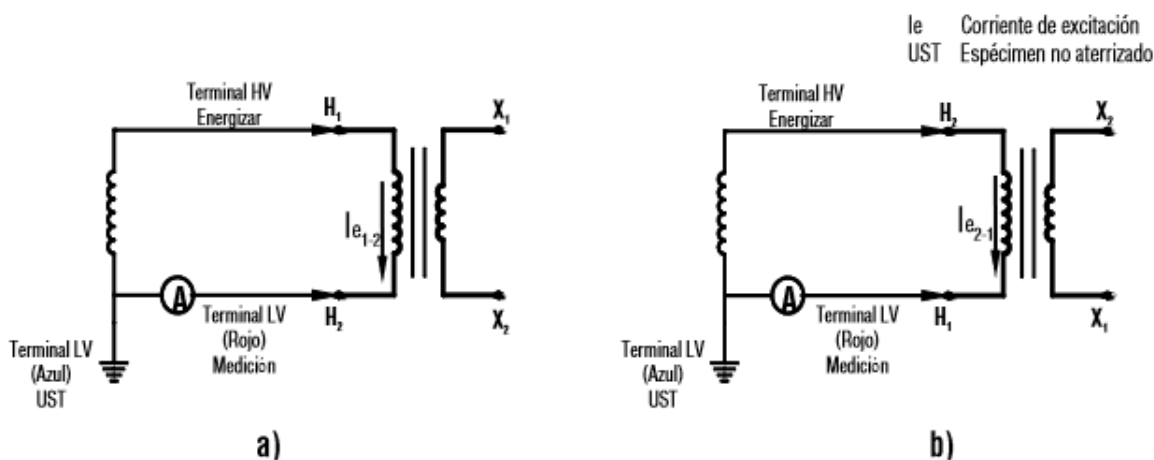 Ie Corriente de excitación
UST Espécimen no aterrizado
Terminal HV
Energizar
H₁
X₁
Ie₁₋₂
A
Terminal LV
(Rojo)
Medición
H₂
X₂
Terminal LV
(Azul)
UST
a)
Terminal HV
Energizar
H₂
X₂
Ie₂₋₁
A
Terminal LV
(Rojo)
Medición
H₁
X₁
Terminal LV
(Azul)
UST
b)